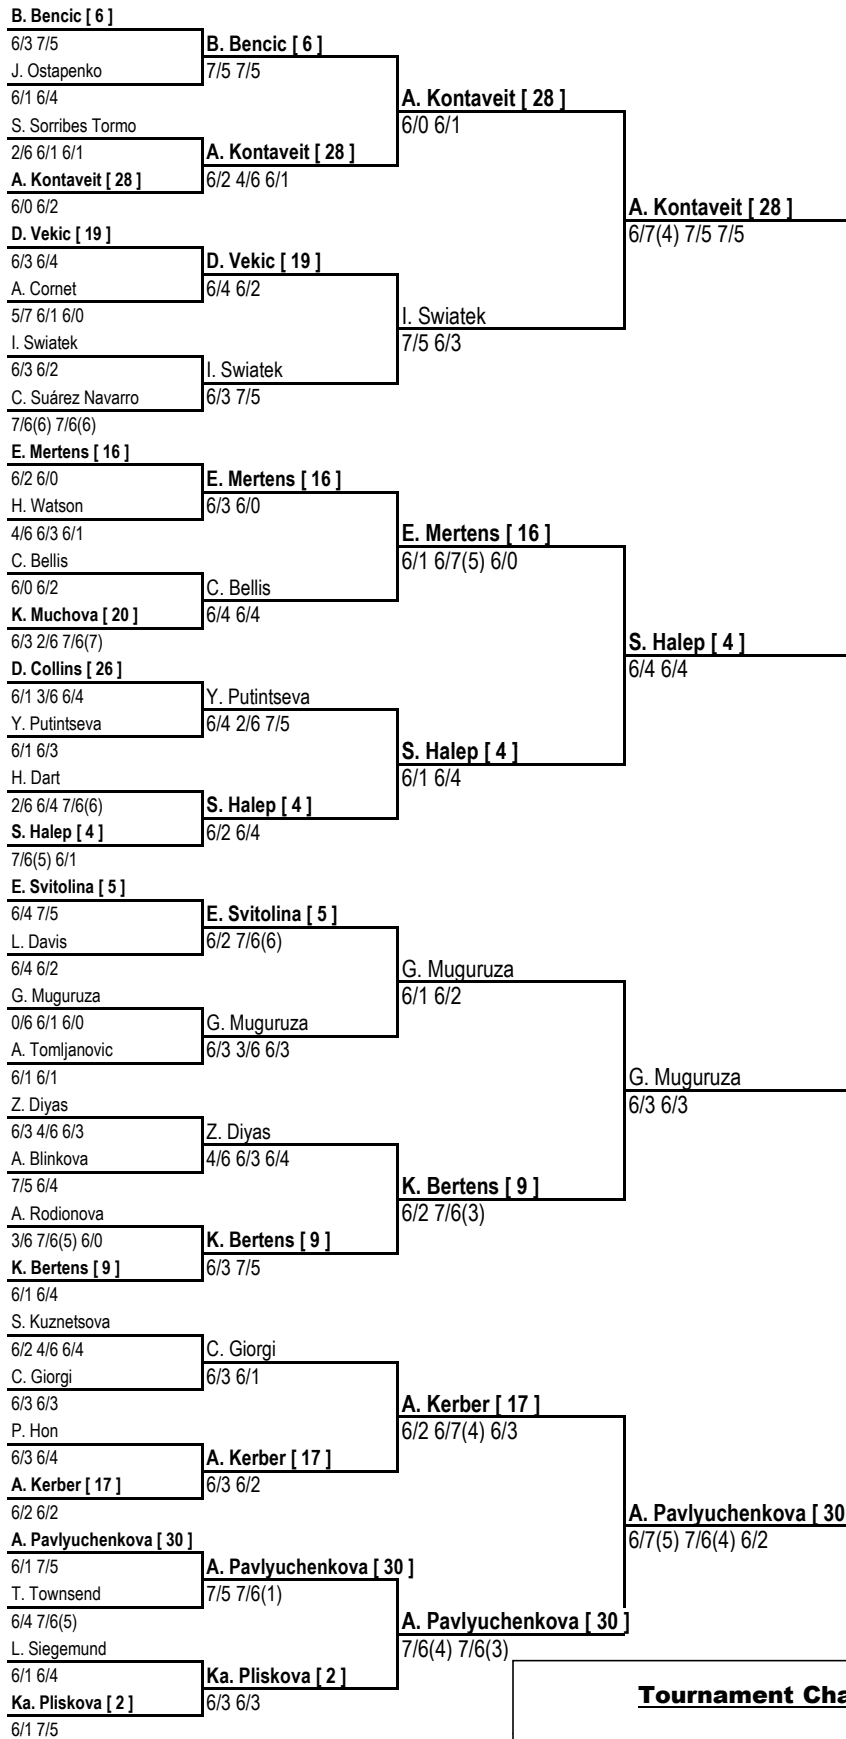 B. Bencic [ 6 ]
6/3 7/5
J. Ostapenko
6/1 6/4
S. Sorribes Tormo
2/6 6/1 6/1
A. Kontaveit [ 28 ]
6/0 6/2
D. Vekic [ 19 ]
6/3 6/4
A. Cornet
5/7 6/1 6/0
I. Swiatek
6/3 6/2
C. Suárez Navarro
7/6(6) 7/6(6)
E. Mertens [ 16 ]
6/2 6/0
H. Watson
4/6 6/3 6/1
C. Bellis
6/0 6/2
K. Muchova [ 20 ]
6/3 2/6 7/6(7)
D. Collins [ 26 ]
6/1 3/6 6/4
Y. Putintseva
6/1 6/3
H. Dart
2/6 6/4 7/6(6)
S. Halep [ 4 ]
7/6(5) 6/1
E. Svitolina [ 5 ]
6/4 7/5
L. Davis
6/4 6/2
G. Muguruza
0/6 6/1 6/0
A. Tomljanovic
6/1 6/1
Z. Diyas
6/3 4/6 6/3
A. Blinkova
7/5 6/4
A. Rodionova
3/6 7/6(5) 6/0
K. Bertens [ 9 ]
6/1 6/4
S. Kuznetsova
6/2 4/6 6/4
C. Giorgi
6/3 6/3
P. Hon
6/3 6/4
A. Kerber [ 17 ]
6/2 6/2
A. Pavlyuchenkova [ 30 ]
6/1 7/5
T. Townsend
6/4 7/6(5)
L. Siegemund
6/1 6/4
Ka. Pliskova [ 2 ]
6/1 7/5
B. Bencic [ 6 ]
7/5 7/5
A. Kontaveit [ 28 ]
6/2 4/6 6/1
D. Vekic [ 19 ]
6/4 6/2
I. Swiatek
6/3 7/5
E. Mertens [ 16 ]
6/3 6/0
C. Bellis
6/4 6/4
Y. Putintseva
6/4 2/6 7/5
S. Halep [ 4 ]
6/2 6/4
E. Svitolina [ 5 ]
6/2 7/6(6)
G. Muguruza
6/3 3/6 6/3
Z. Diyas
4/6 6/3 6/4
K. Bertens [ 9 ]
6/3 7/5
C. Giorgi
6/3 6/1
A. Kerber [ 17 ]
6/3 6/2
A. Pavlyuchenkova [ 30 ]
7/5 7/6(1)
Ka. Pliskova [ 2 ]
6/3 6/3
A. Kontaveit [ 28 ]
6/0 6/1
I. Swiatek
7/5 6/3
E. Mertens [ 16 ]
6/1 6/7(5) 6/0
S. Halep [ 4 ]
6/1 6/4
G. Muguruza
6/1 6/2
K. Bertens [ 9 ]
6/2 7/6(3)
A. Kerber [ 17 ]
6/2 6/7(4) 6/3
A. Pavlyuchenkova [ 30 ]
7/6(4) 7/6(3)
A. Kontaveit [ 28 ]
6/7(4) 7/5 7/5
S. Halep [ 4 ]
6/4 6/4
G. Muguruza
6/3 6/3
A. Pavlyuchenkova [ 30
6/7(5) 7/6(4) 6/2
Tournament Cha